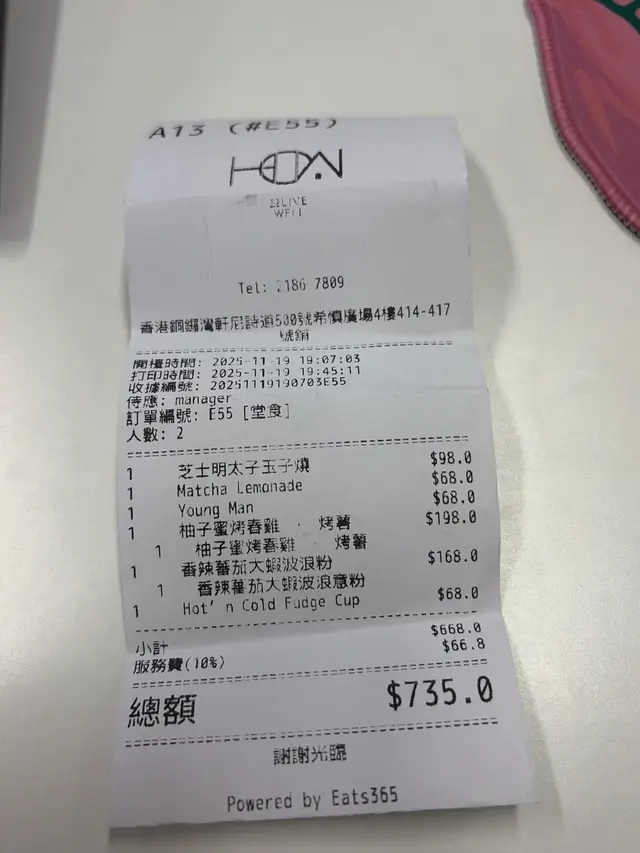 A13 (#E55)
LIVE
WELL
Tel: 2186 7809
香港銅鑼灣軒尼詩道500號希慎廣場4樓414-417
號舖
開檯時間: 2025-11-19 19:07:03
打印時間: 2025-11-19 19:45:11
收據編號: 20251119190703E55
侍應: manager
訂單編號: E55 [堂食]
人數: 2
1 芝士明太子玉子燒 $98.0
1 Matcha Lemonade $68.0
1 Young Man $68.0
1 柚子蜜烤春雞 · 烤薯 $198.0
1 柚子蜜烤春雞 · 烤薯
1 香辣蕃茄大蝦波浪粉 $168.0
1 香辣蕃茄大蝦波浪意粉
1 Hot' n Cold Fudge Cup $68.0
小計 $668.0
服務費(10%) $66.8
總額 $735.0
謝謝光臨
Powered by Eats365